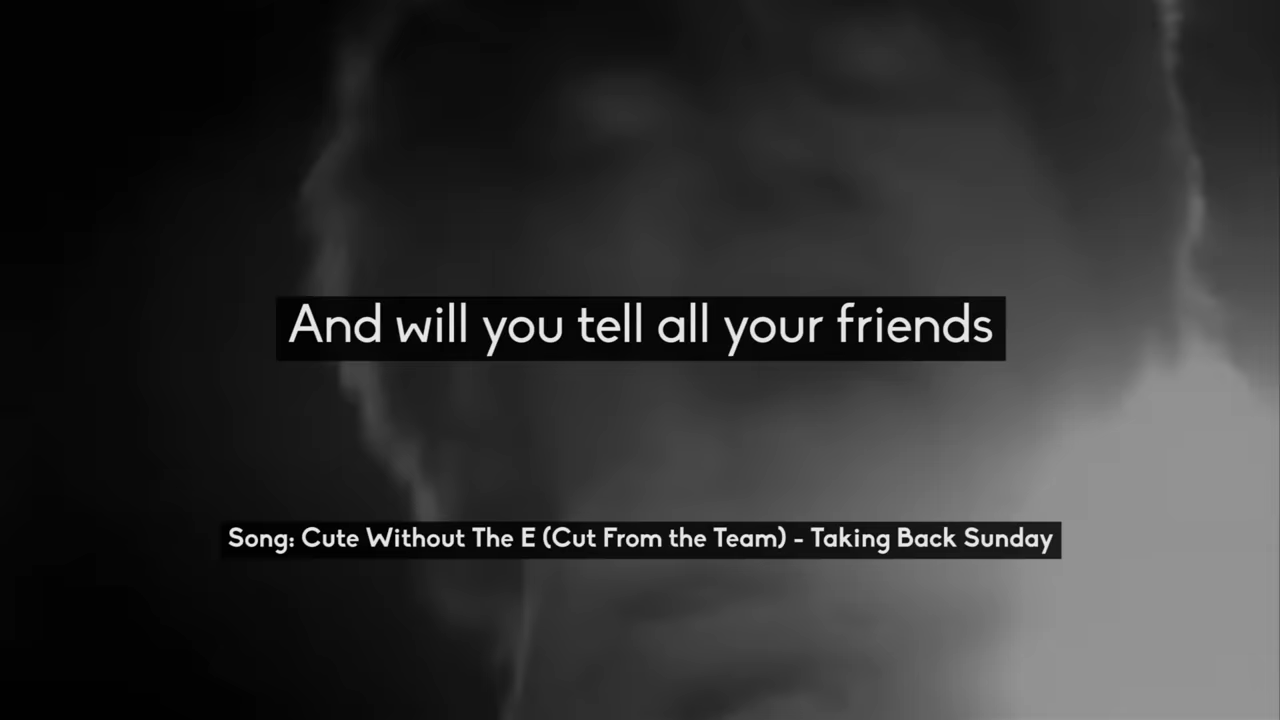 And will you tell all your friends
Song: Cute Without The E (Cut From the Team) - Taking Back Sunday